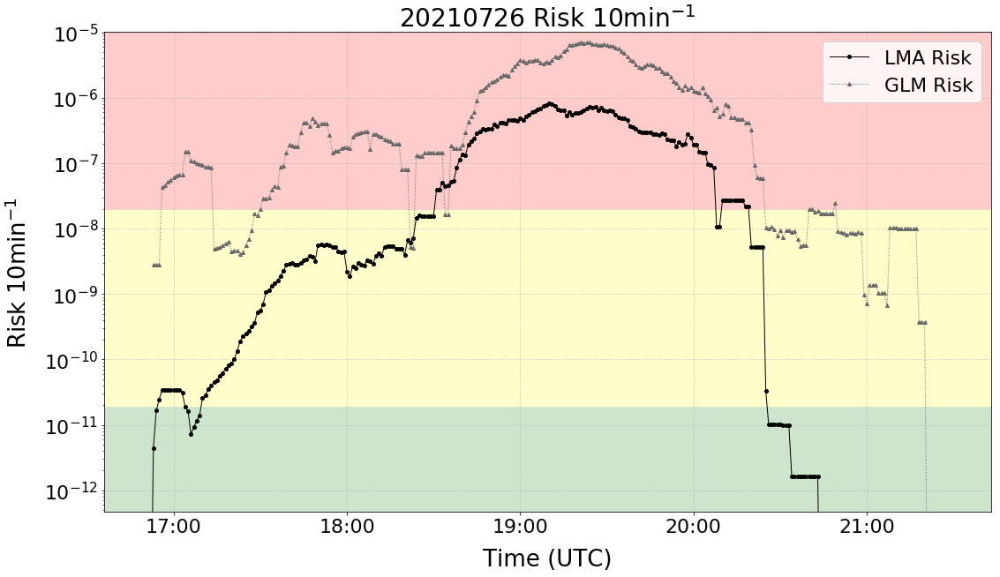 20210726 Risk 10min⁻¹
LMA Risk
GLM Risk
Risk 10min⁻¹
10⁻⁵
10⁻⁶
10⁻⁷
10⁻⁸
10⁻⁹
10⁻¹⁰
10⁻¹¹
10⁻¹²
17:00 18:00 19:00 20:00 21:00
Time (UTC)